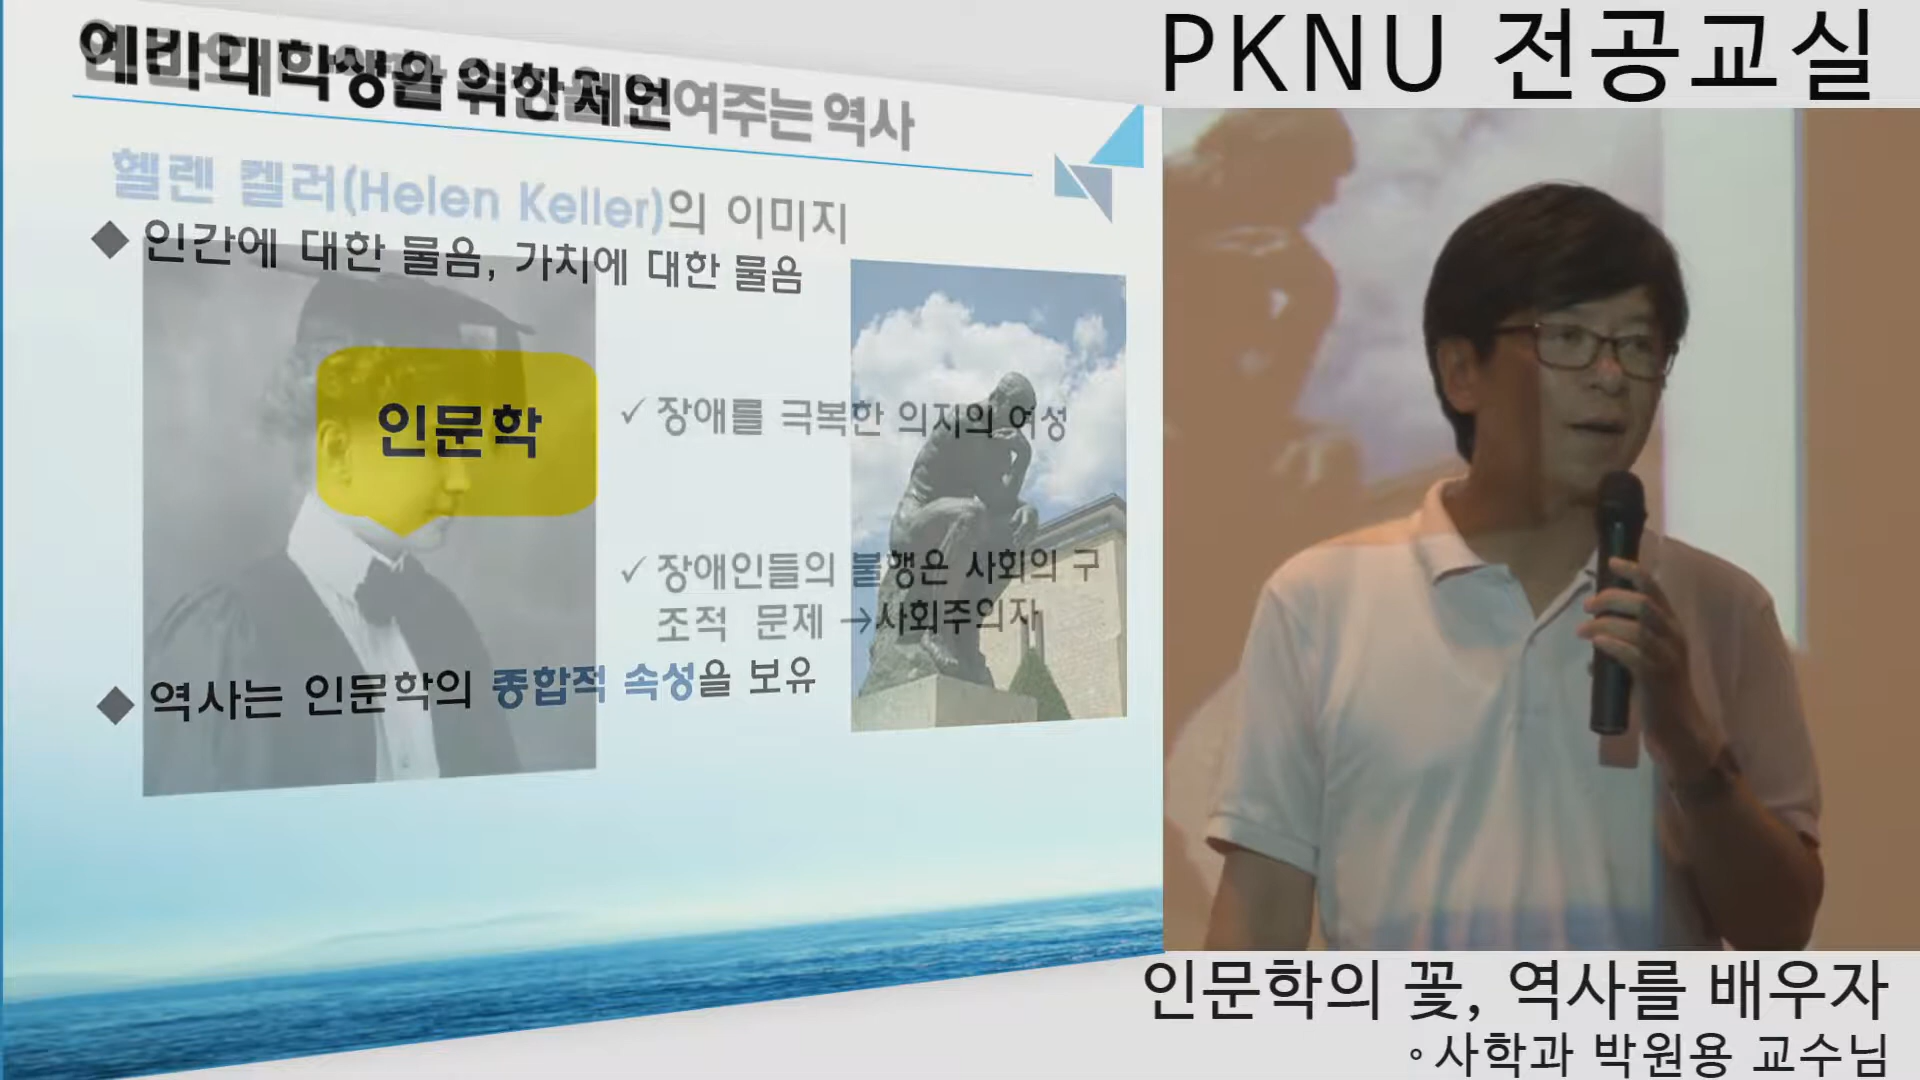 PKNU 전공교실
예비 대학생을 위한 제언
여주는 역사
헬렌 켈러(Helen Keller)의 이미지
◆ 인간에 대한 물음, 가치에 대한 물음
인문학
✓ 장애를 극복한 의지의 여성
✓ 장애인들의 불행은 사회의 구
조적 문제 →사회주의자
◆ 역사는 인문학의 종합적 속성을 보유
인문학의 꽃, 역사를 배우자
◦사학과 박원용 교수님